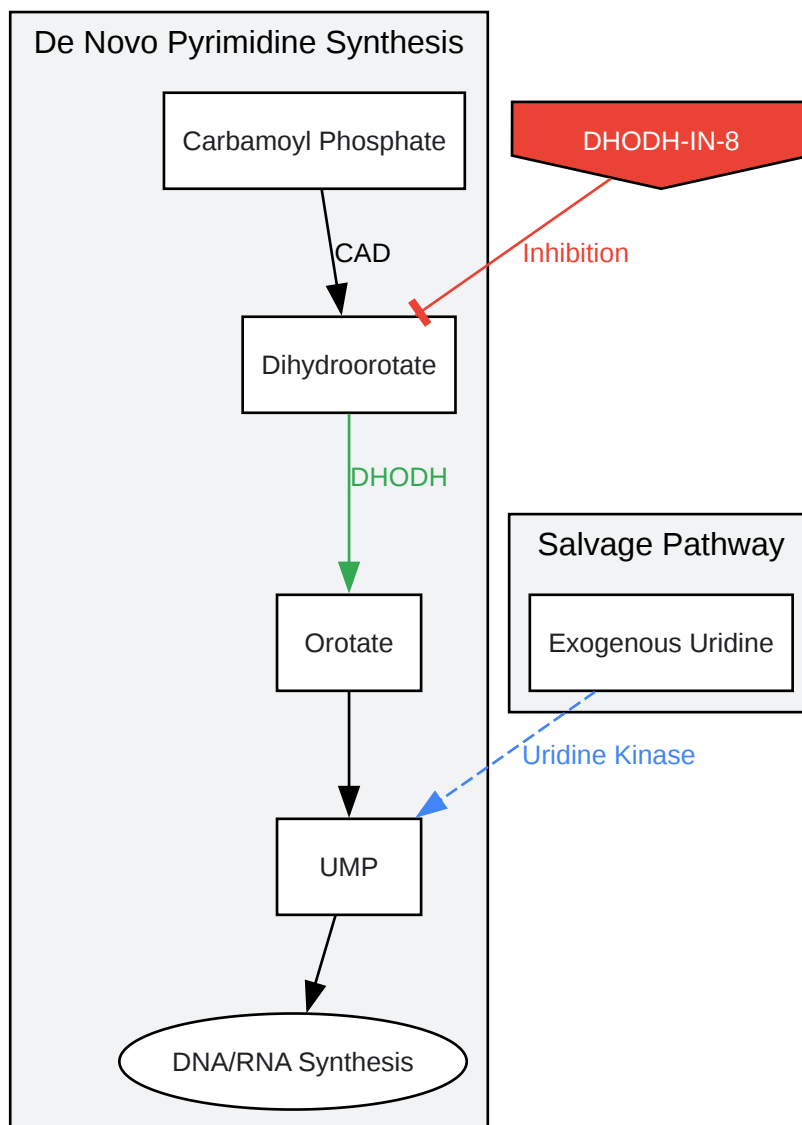 De Novo Pyrimidine Synthesis
Carbamoyl Phosphate
DHODH-IN-8
CAD
Inhibition
Dihydroorotate
DHODH
Salvage Pathway
Orotate
Exogenous Uridine
Uridine Kinase
UMP
DNA/RNA Synthesis